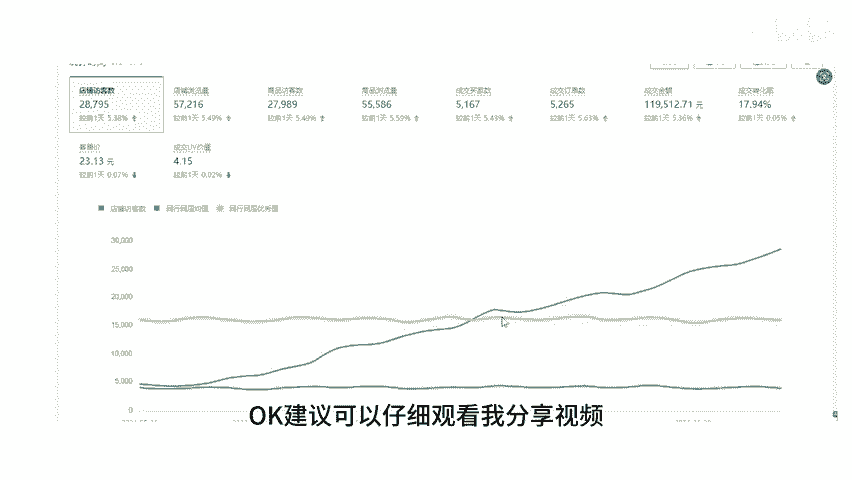 店铺访客数 店铺浏览量 商品访客数 商品浏览量 成交买家数 成交订单数 成交金额 成交转化率
28,795 57,216 27,989 55,586 5,167 5,265 119,512.71 元 17.94%
较前1天 5.38% 较前1天 5.49% 较前1天 5.49% 较前1天 5.59% 较前1天 5.43% 较前1天 5.63% 较前1天 5.36% 较前1天 0.05%
客单价 成交UV价值
23.13 元 4.15
较前1天 0.07% 较前1天 0.02%
店铺访客数 同行同层均值 同行同层优秀值
30,000
25,000
20,000
15,000
10,000
5,000
0
OK建议可以仔细观看我分享视频